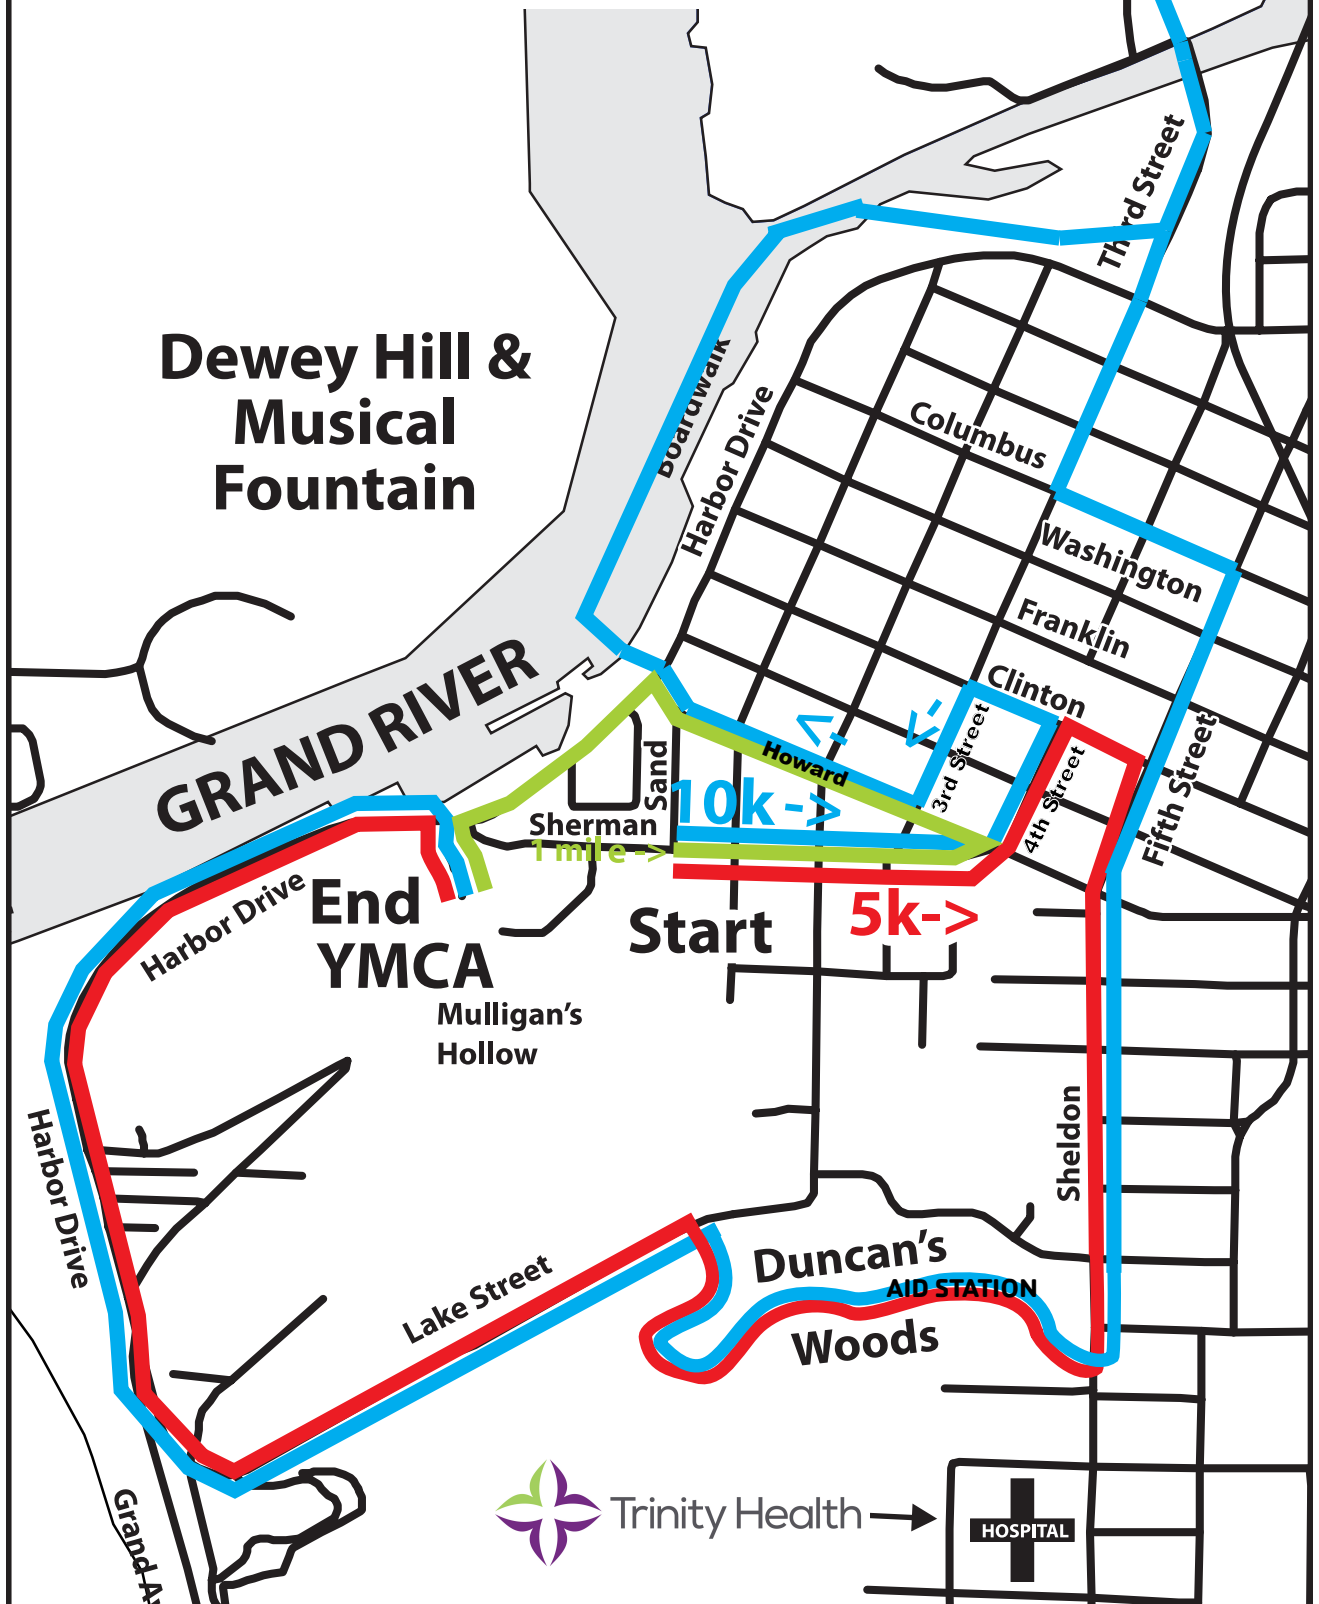 Third Street
Dewey Hill &
Musical
Fountain
Boardwalk
Harbor Drive
Columbus
Washington
Franklin
Clinton
GRAND RIVER
<-
<-
Howard
3rd Street
4th Street
Fifth Street
Sand
10k ->
Sherman
1 mile ->
Start
5k->
End
YMCA
Harbor Drive
Mulligan's
Hollow
Harbor Drive
Sheldon
Lake Street
Duncan's
AID STATION
Woods
Trinity Health
HOSPITAL